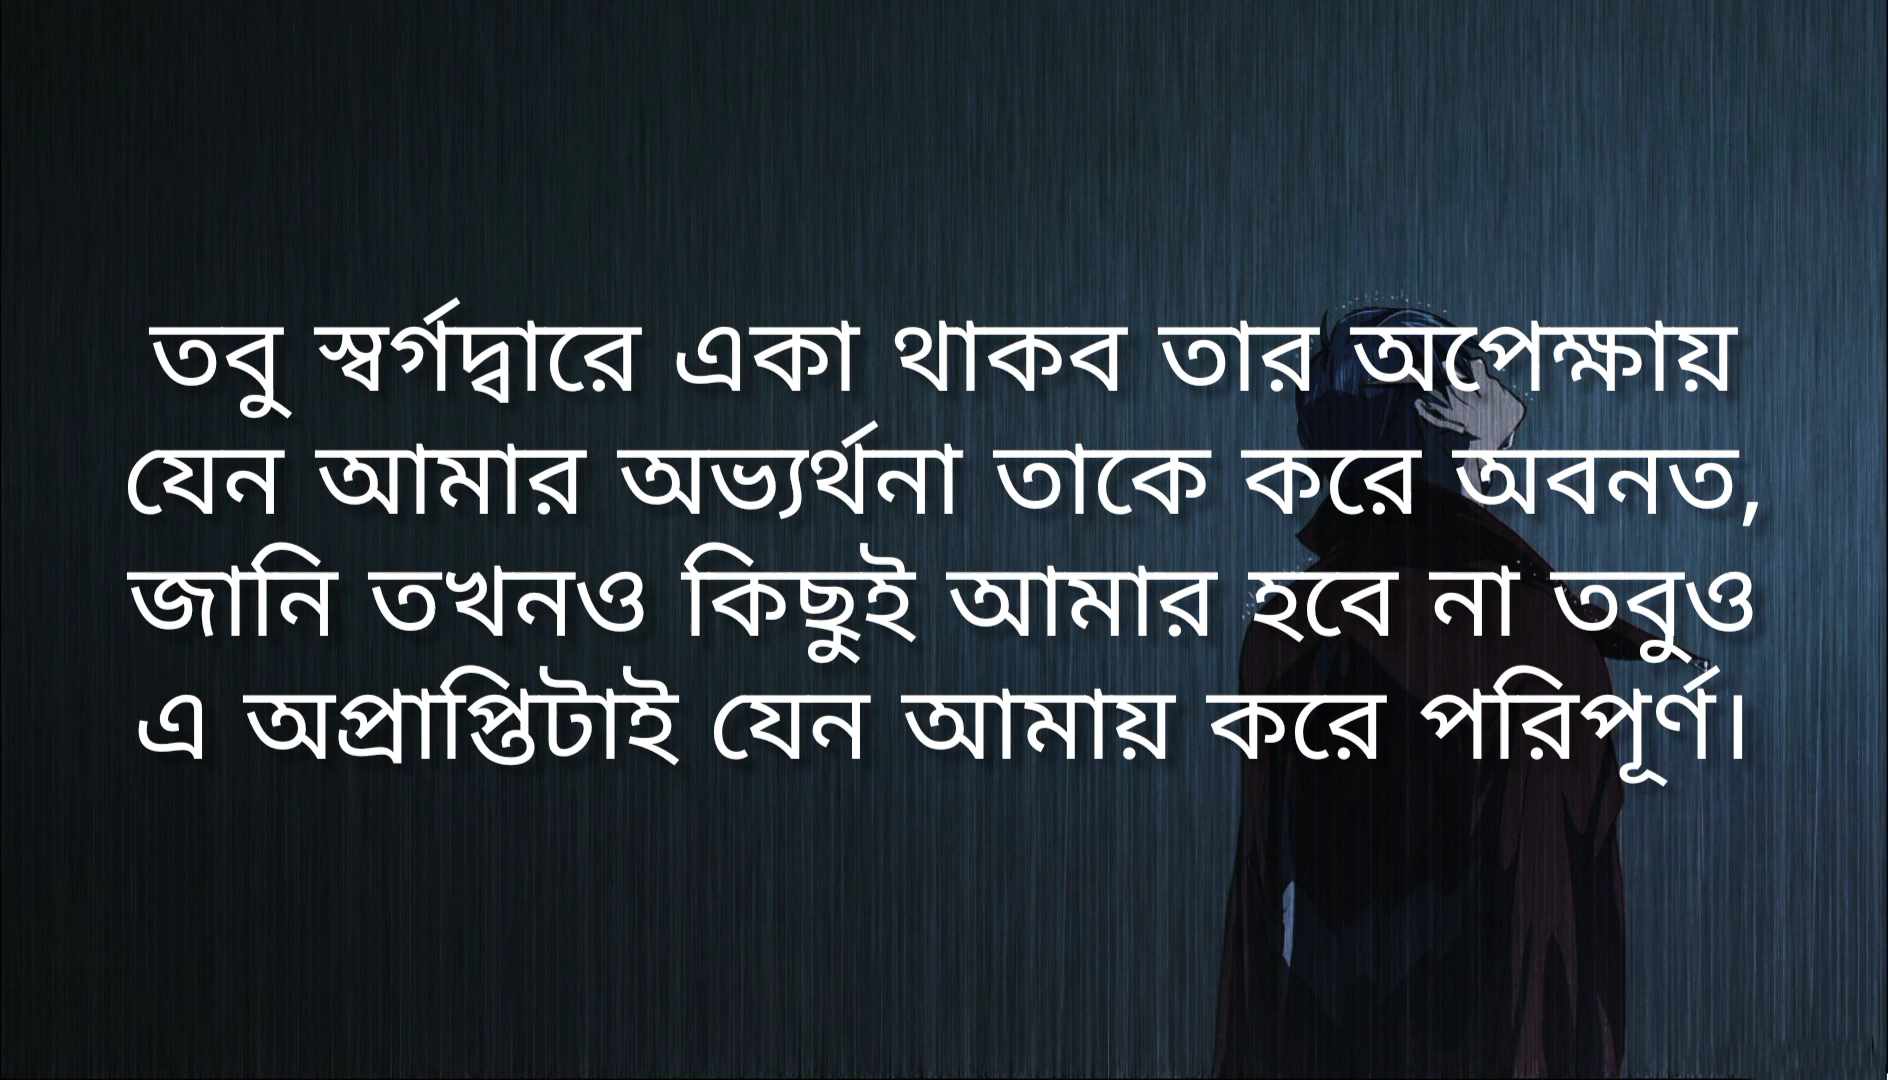 তবু স্বর্গদ্বারে একা থাকব তার অপেক্ষায়
যেন আমার অভ্যর্থনা তাকে করে অবনত,
জানি তখনও কিছুই আমার হবে না তবুও
এ অপ্রাপ্তিটাই যেন আমায় করে পরিপূর্ণ।